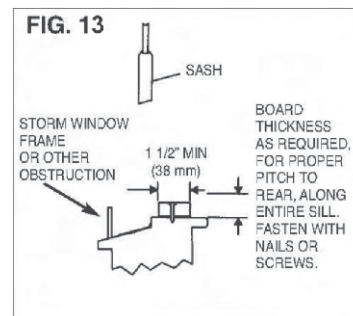 FIG. 13
SASH
STORM WINDOW
FRAME
OR OTHER
OBSTRUCTION
1 1/2" MIN
(38 mm)
BOARD
THICKNESS
AS REQUIRED,
FOR PROPER
PITCH TO
REAR, ALONG
ENTIRE SILL.
FASTEN WITH
NAILS OR
SCREWS.